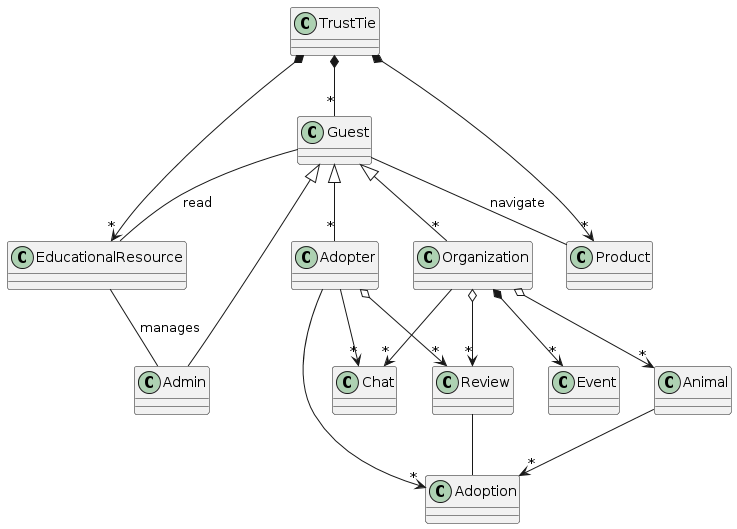 C TrustTie
*
C Guest
read
navigate
*
*
*
*
C EducationalResource
C Adopter
C Organization
C Product
manages
*
*
*
*
*
*
C Admin
C Chat
C Review
C Event
C Animal
*
*
C Adoption